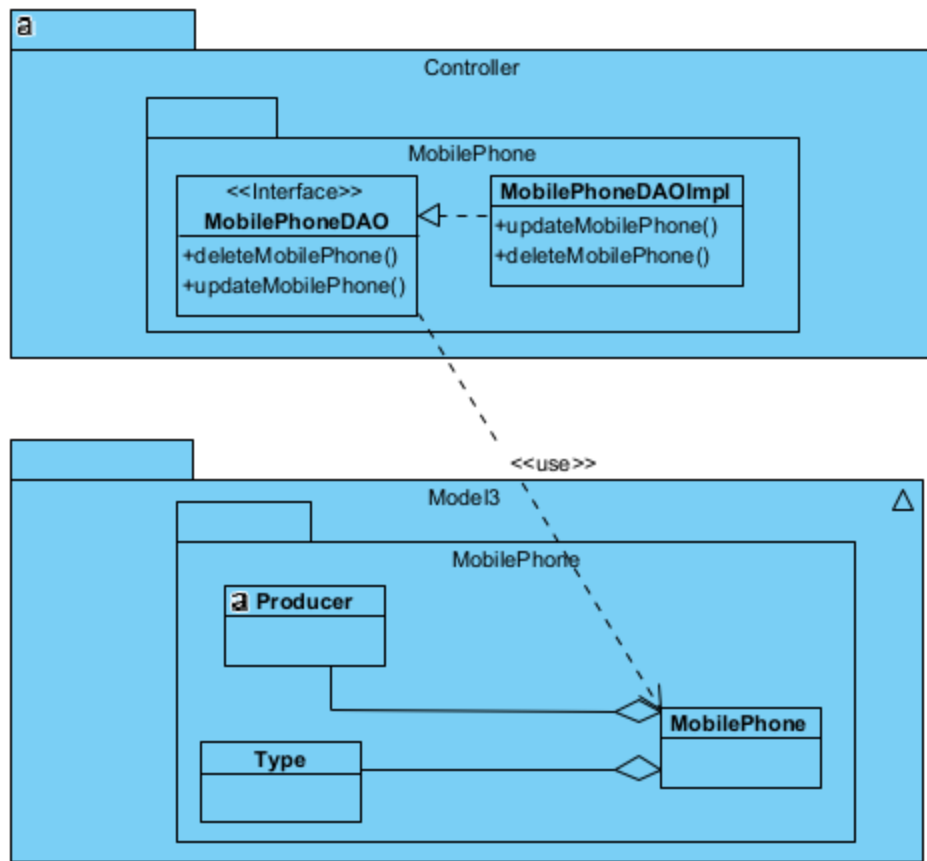 a
Controller
MobilePhone
<<Interface>>
MobilePhoneDAO
+deleteMobilePhone()
+updateMobilePhone()
MobilePhoneDAOImpl
+updateMobilePhone()
+deleteMobilePhone()
<<use>>
Model3
MobilePhone
a Producer
Type
MobilePhone